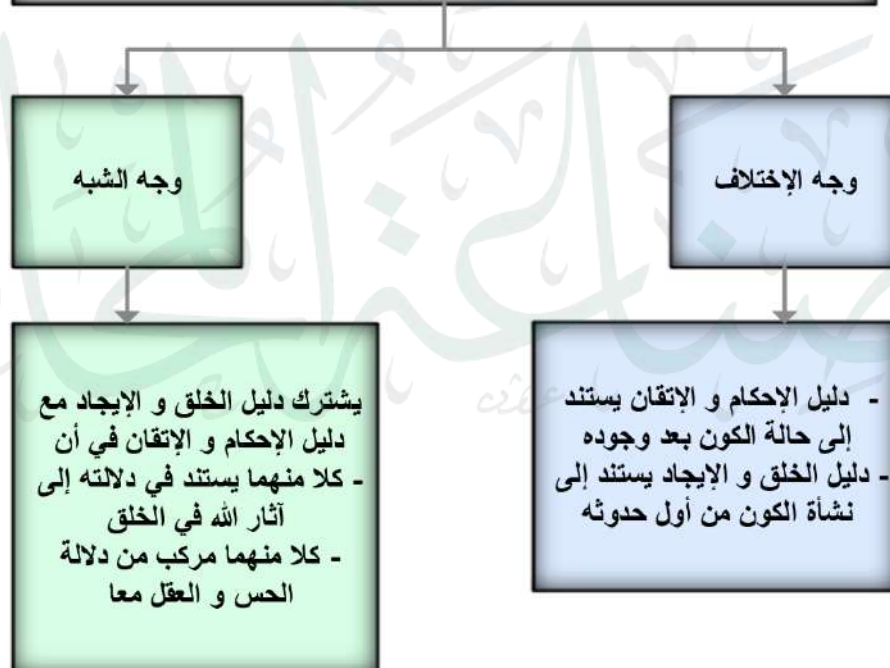 وجه الإختلاف
وجه الشبه
- دليل الإحكام و الإتقان يستند
إلى حالة الكون بعد وجوده
- دليل الخلق و الإيجاد يستند إلى
نشأة الكون من أول حدوثه
يشترك دليل الخلق و الإيجاد مع
دليل الإحكام و الإتقان في أن
- كلا منهما يستند في دلالته إلى
آثار الله في الخلق
- كلا منهما مركب من دلالة
الحس و العقل معا